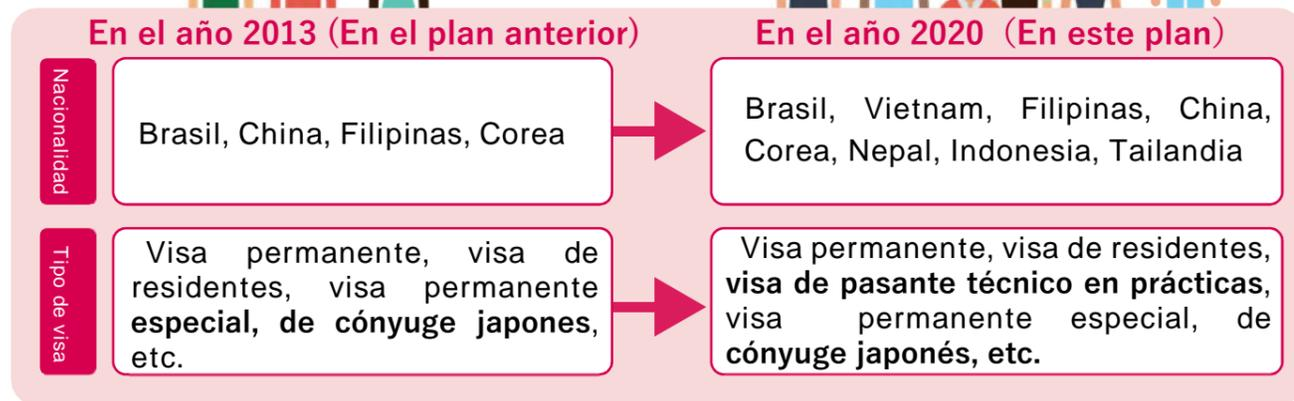 En el año 2013 (En el plan anterior)
En el año 2020（En este plan）
Nacionalidad
Brasil, China, Filipinas, Corea
Brasil, Vietnam, Filipinas, China,
Corea, Nepal, Indonesia, Tailandia
Tipo de visa
Visa permanente, visa de
residentes, visa permanente
especial, de cónyuge japones,
etc.
Visa permanente, visa de residentes,
visa de pasante técnico en prácticas,
visa permanente especial, de
cónyuge japonés, etc.